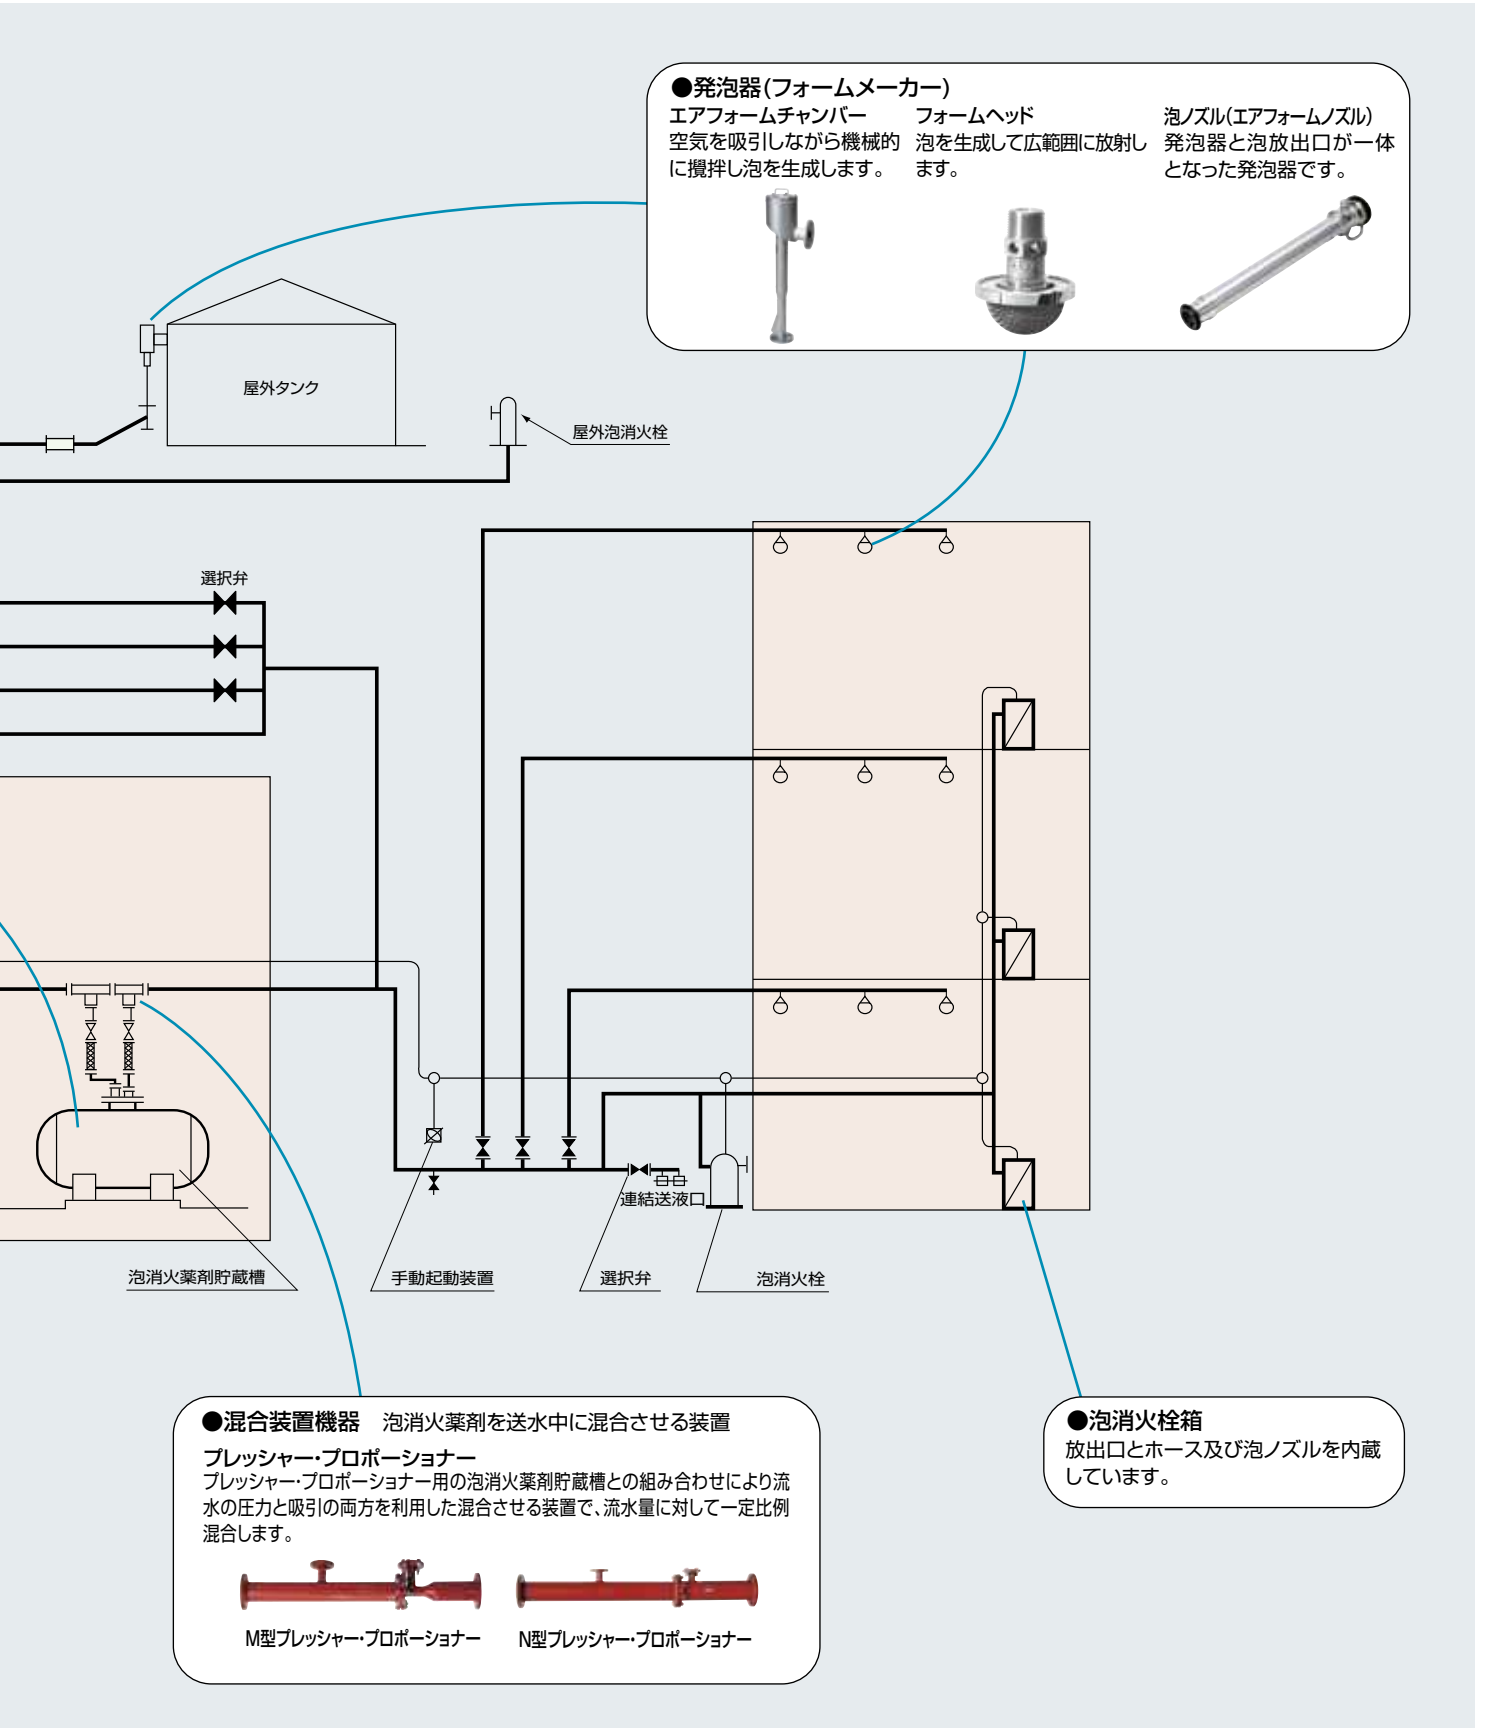 ●発泡器(フォームメーカー)
エアフォームチャンバー
空気を吸引しながら機械的
に攪拌し泡を生成します。
フォームヘッド
泡を生成して広範囲に放射し
ます。
泡ノズル(エアフォームノズル)
発泡器と泡放出口が一体
となった発泡器です。
屋外タンク
屋外泡消火栓
選択弁
連結送液口
泡消火薬剤貯蔵槽
手動起動装置
選択弁
泡消火栓
●混合装置機器 泡消火薬剤を送水中に混合させる装置
プレッシャー・プロポーショナー
プレッシャー・プロポーショナー用の泡消火薬剤貯蔵槽との組み合わせにより流
水の圧力と吸引の両方を利用した混合させる装置で、流水量に対して一定比例
混合します。
M型プレッシャー・プロポーショナー
N型プレッシャー・プロポーショナー
●泡消火栓箱
放出口とホース及び泡ノズルを内蔵
しています。